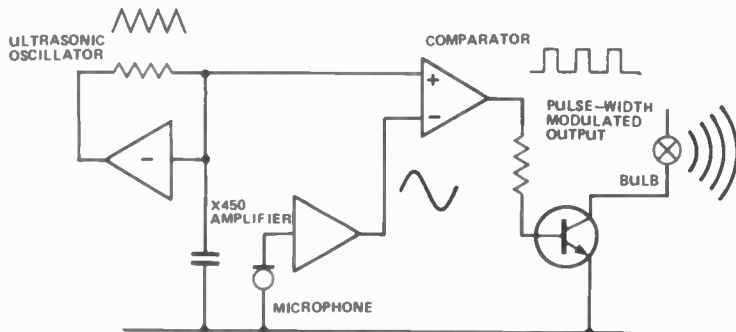 ULTRASONIC
OSCILLATOR
COMPARATOR
+
−
PULSE–WIDTH
MODULATED
OUTPUT
BULB
−
X450
AMPLIFIER
MICROPHONE